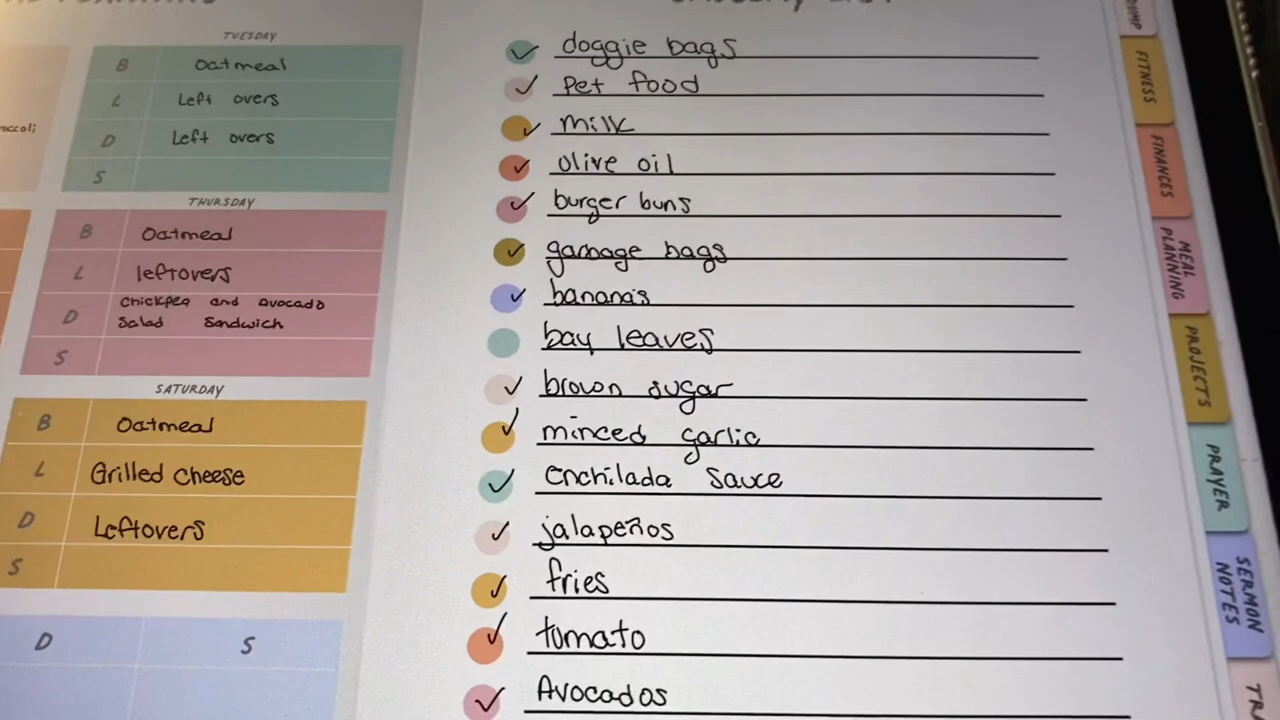 TUESDAY
B Oatmeal
L Left overs
D Left overs
S
THURSDAY
B Oatmeal
L leftovers
D Chickpea and Avocado
Salad Sandwich
S
SATURDAY
B Oatmeal
L Grilled Cheese
D Leftovers
S
D S
doggie bags
Pet food
milk
olive oil
burger buns
garbage bags
bananas
bay leaves
brown sugar
minced garlic
Enchilada Sauce
jalapeños
fries
tomato
Avocados
FITNESS
FINANCES
MEAL
PLANNING
PROJECTS
PRAYER
SERMON
NOTES